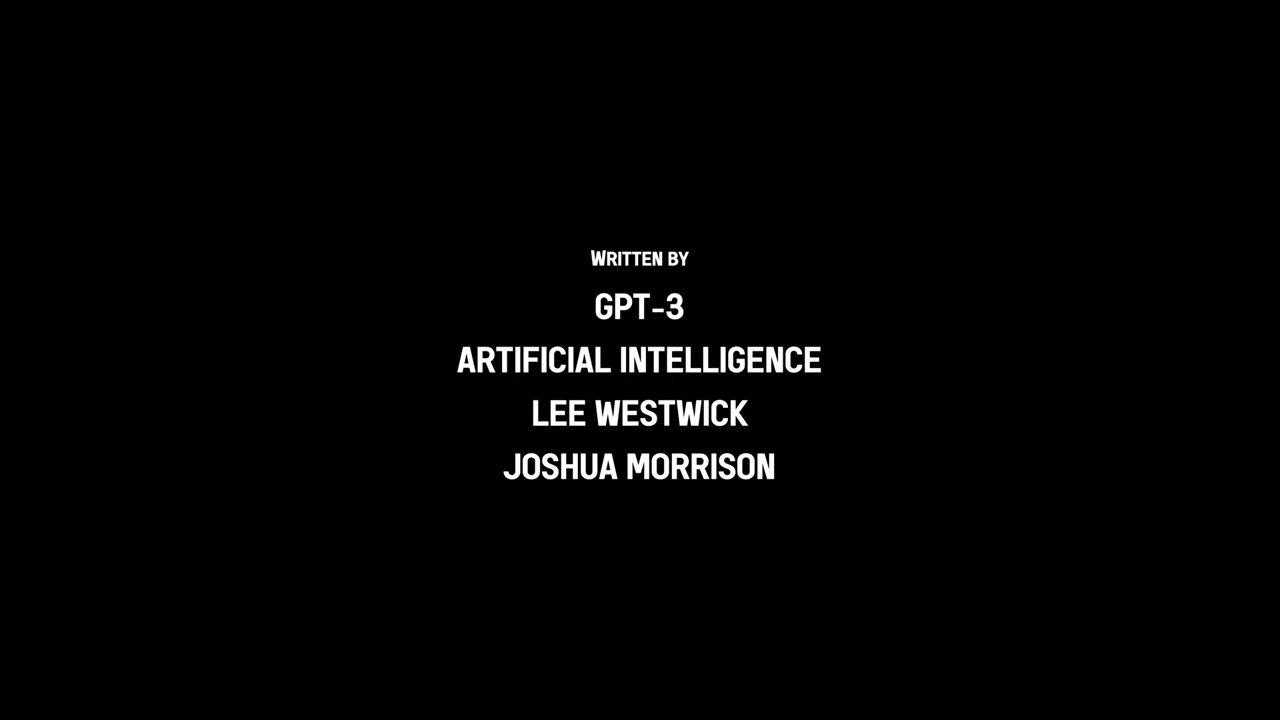 Written by
GPT-3
ARTIFICIAL INTELLIGENCE
LEE WESTWICK
JOSHUA MORRISON